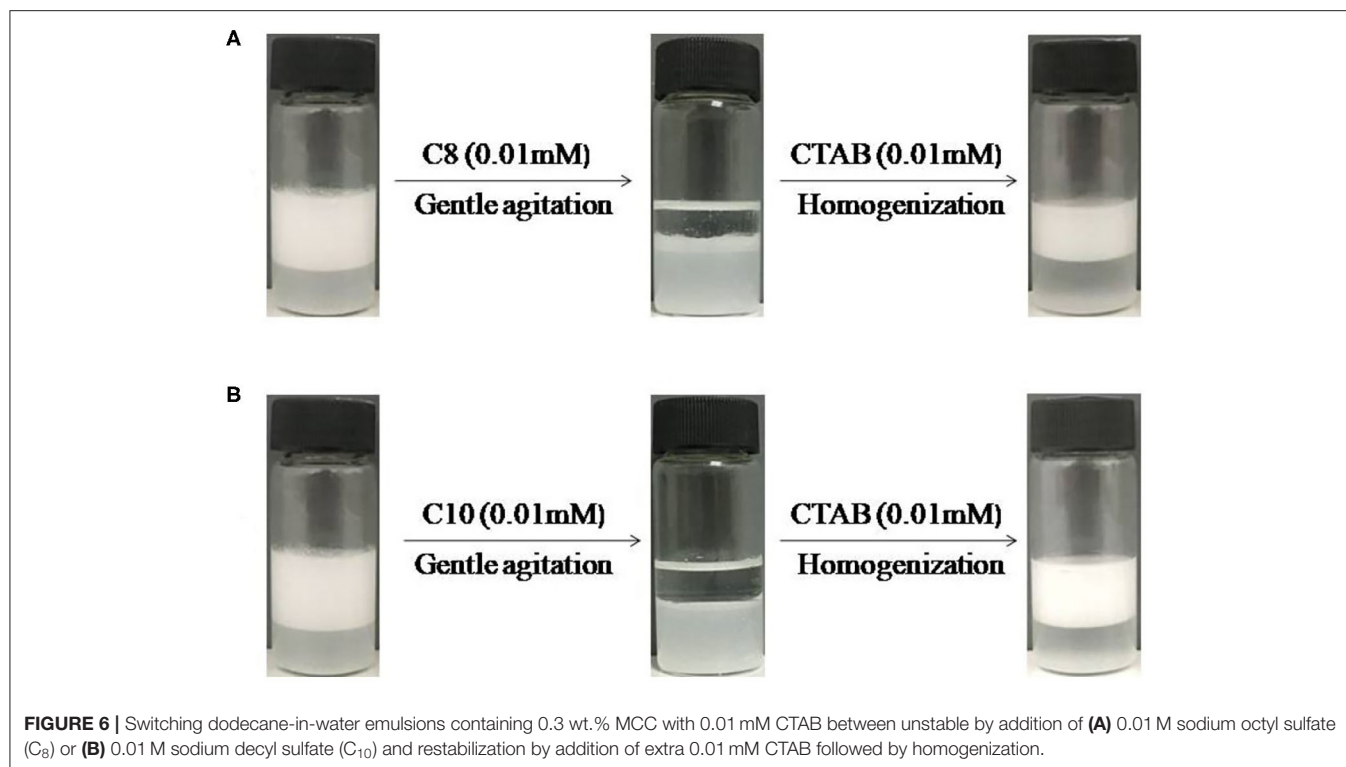 A
C8 (0.01mM)
Gentle agitation
CTAB (0.01mM)
Homogenization
B
C10 (0.01mM)
Gentle agitation
CTAB (0.01mM)
Homogenization
FIGURE 6 | Switching dodecane-in-water emulsions containing 0.3 wt.% MCC with 0.01 mM CTAB between unstable by addition of (A) 0.01 M sodium octyl sulfate
(C₈) or (B) 0.01 M sodium decyl sulfate (C₁₀) and restabilization by addition of extra 0.01 mM CTAB followed by homogenization.